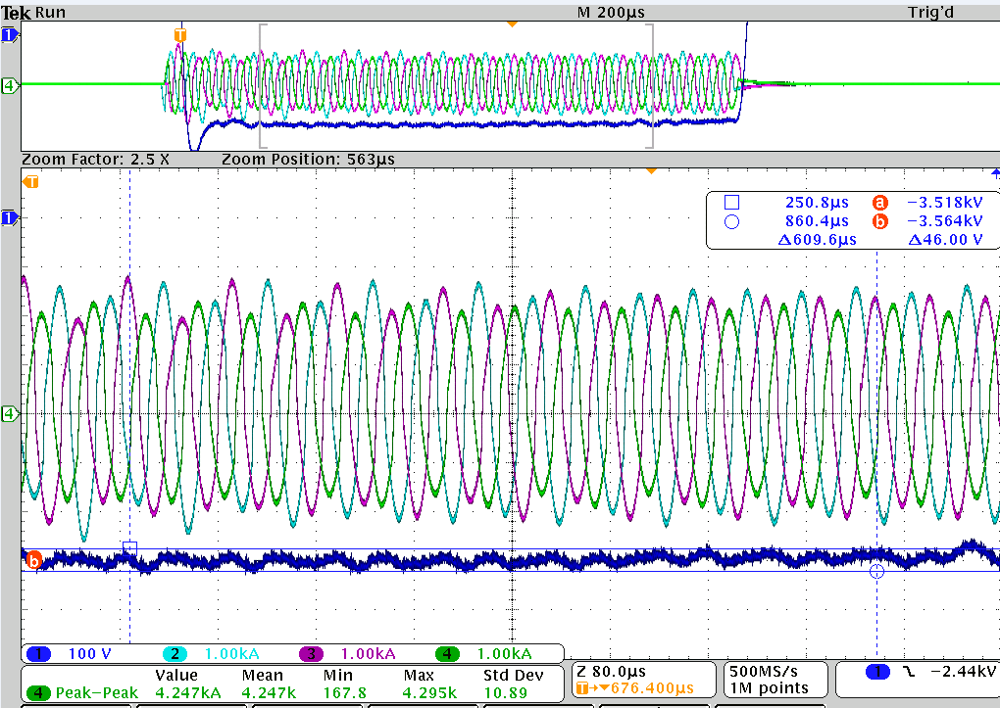 Tek Run M 200µs Trig'd
1
T
4
Zoom Factor: 2.5 X Zoom Position: 563µs
T
1
250.8µs a −3.518kV
860.4µs b −3.564kV
Δ609.6µs Δ46.00 V
4
b
1 100 V 2 1.00kA 3 1.00kA 4 1.00kA
Value Mean Min Max Std Dev
4 Peak−Peak 4.247kA 4.247k 167.8 4.295k 10.89
Z 80.0µs
T→▼676.400µs
500MS/s
1M points
1 −2.44kV